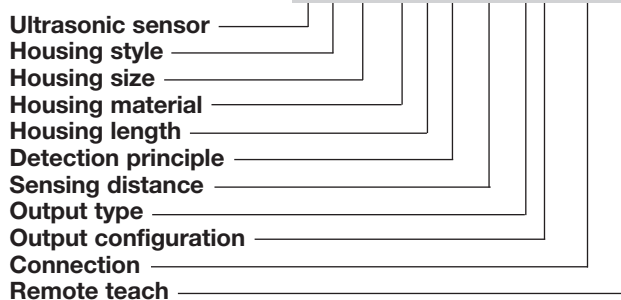 Ultrasonic sensor
Housing style
Housing size
Housing material
Housing length
Detection principle
Sensing distance
Output type
Output configuration
Connection
Remote teach